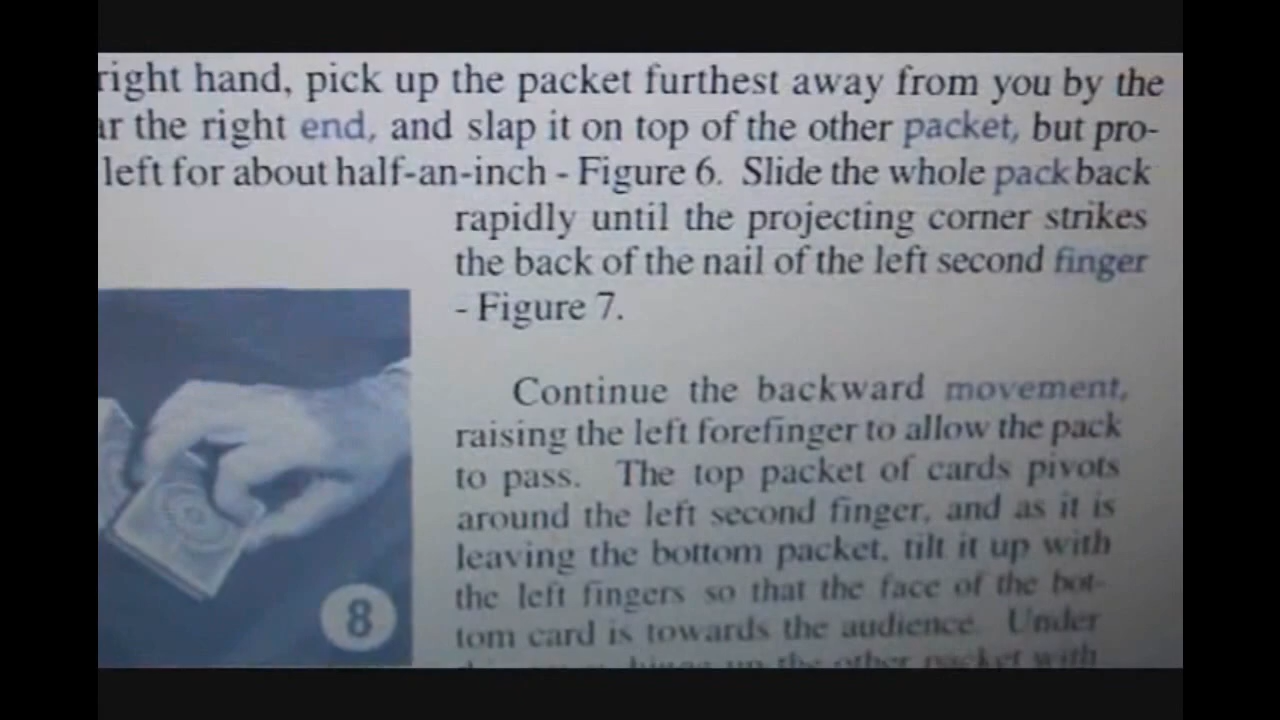 right hand, pick up the packet furthest away from you by the
the right end, and slap it on top of the other packet, but pro-
left for about half-an-inch - Figure 6. Slide the whole pack back
rapidly until the projecting corner strikes
the back of the nail of the left second finger
- Figure 7.
Continue the backward movement,
raising the left forefinger to allow the pack
to pass. The top packet of cards pivots
around the left second finger, and as it is
leaving the bottom packet, tilt it up with
the left fingers so that the face of the bot-
tom card is towards the audience. Under
the other packet with
8